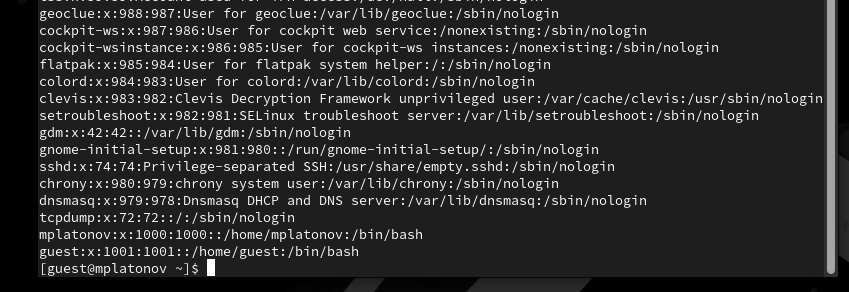 geoclue:x:988:987:User for geoclue:/var/lib/geoclue:/sbin/nologin
cockpit-ws:x:987:986:User for cockpit web service:/nonexisting:/sbin/nologin
cockpit-wsinstance:x:986:985:User for cockpit-ws instances:/nonexisting:/sbin/nologin
flatpak:x:985:984:User for flatpak system helper:/:/sbin/nologin
colord:x:984:983:User for colord:/var/lib/colord:/sbin/nologin
clevis:x:983:982:Clevis Decryption Framework unprivileged user:/var/cache/clevis:/usr/sbin/nologin
setroubleshoot:x:982:981:SELinux troubleshoot server:/var/lib/setroubleshoot:/sbin/nologin
gdm:x:42:42::/var/lib/gdm:/sbin/nologin
gnome-initial-setup:x:981:980::/run/gnome-initial-setup/:/sbin/nologin
sshd:x:74:74:Privilege-separated SSH:/usr/share/empty.sshd:/sbin/nologin
chrony:x:980:979:chrony system user:/var/lib/chrony:/sbin/nologin
dnsmasq:x:979:978:Dnsmasq DHCP and DNS server:/var/lib/dnsmasq:/sbin/nologin
tcpdump:x:72:72::/:/sbin/nologin
mplatonov:x:1000:1000::/home/mplatonov:/bin/bash
guest:x:1001:1001::/home/guest:/bin/bash
[guest@mplatonov ~]$